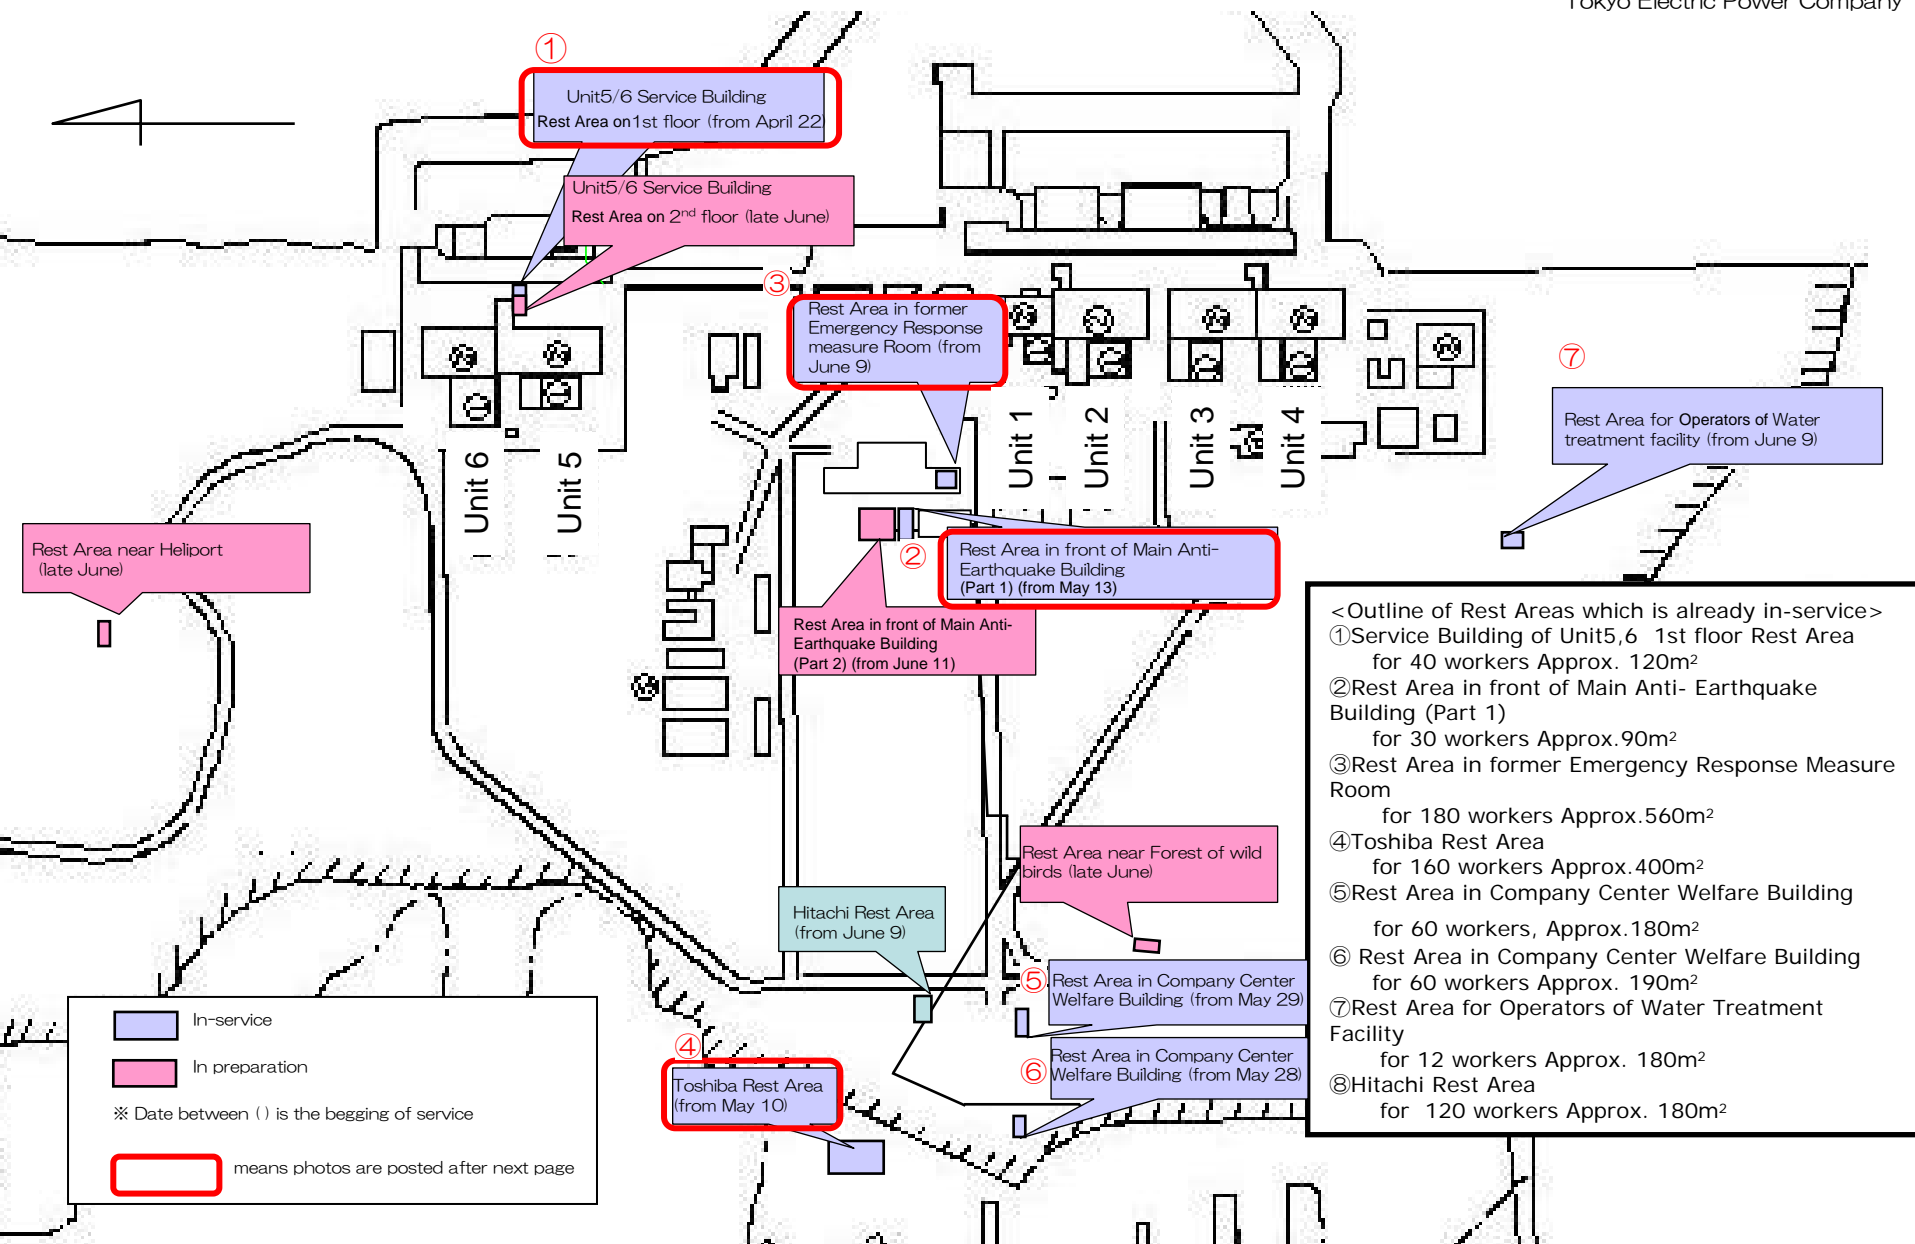 Tokyo Electric Power Company
①
Unit5/6 Service Building
Rest Area on 1st floor (from April 22)
Unit5/6 Service Building
Rest Area on 2nd floor (late June)
③
Rest Area in former
Emergency Response
measure Room (from
June 9)
⑦
Rest Area for Operators of Water
treatment facility (from June 9)
Unit 6
Unit 5
Unit 1
Unit 2
Unit 3
Unit 4
Rest Area near Heliport
(late June)
②
Rest Area in front of Main Anti-
Earthquake Building
(Part 1) (from May 13)
Rest Area in front of Main Anti-
Earthquake Building
(Part 2) (from June 11)
Rest Area near Forest of wild
birds (late June)
Hitachi Rest Area
(from June 9)
⑤
Rest Area in Company Center
Welfare Building (from May 29)
⑥
Rest Area in Company Center
Welfare Building (from May 28)
④
Toshiba Rest Area
(from May 10)
In-service
In preparation
※ Date between ( ) is the begging of service
means photos are posted after next page
<Outline of Rest Areas which is already in-service>
①Service Building of Unit5,6 1st floor Rest Area
for 40 workers Approx. 120m²
②Rest Area in front of Main Anti- Earthquake
Building (Part 1)
for 30 workers Approx.90m²
③Rest Area in former Emergency Response Measure
Room
for 180 workers Approx.560m²
④Toshiba Rest Area
for 160 workers Approx.400m²
⑤Rest Area in Company Center Welfare Building
for 60 workers, Approx.180m²
⑥ Rest Area in Company Center Welfare Building
for 60 workers Approx. 190m²
⑦Rest Area for Operators of Water Treatment
Facility
for 12 workers Approx. 180m²
⑧Hitachi Rest Area
for 120 workers Approx. 180m²